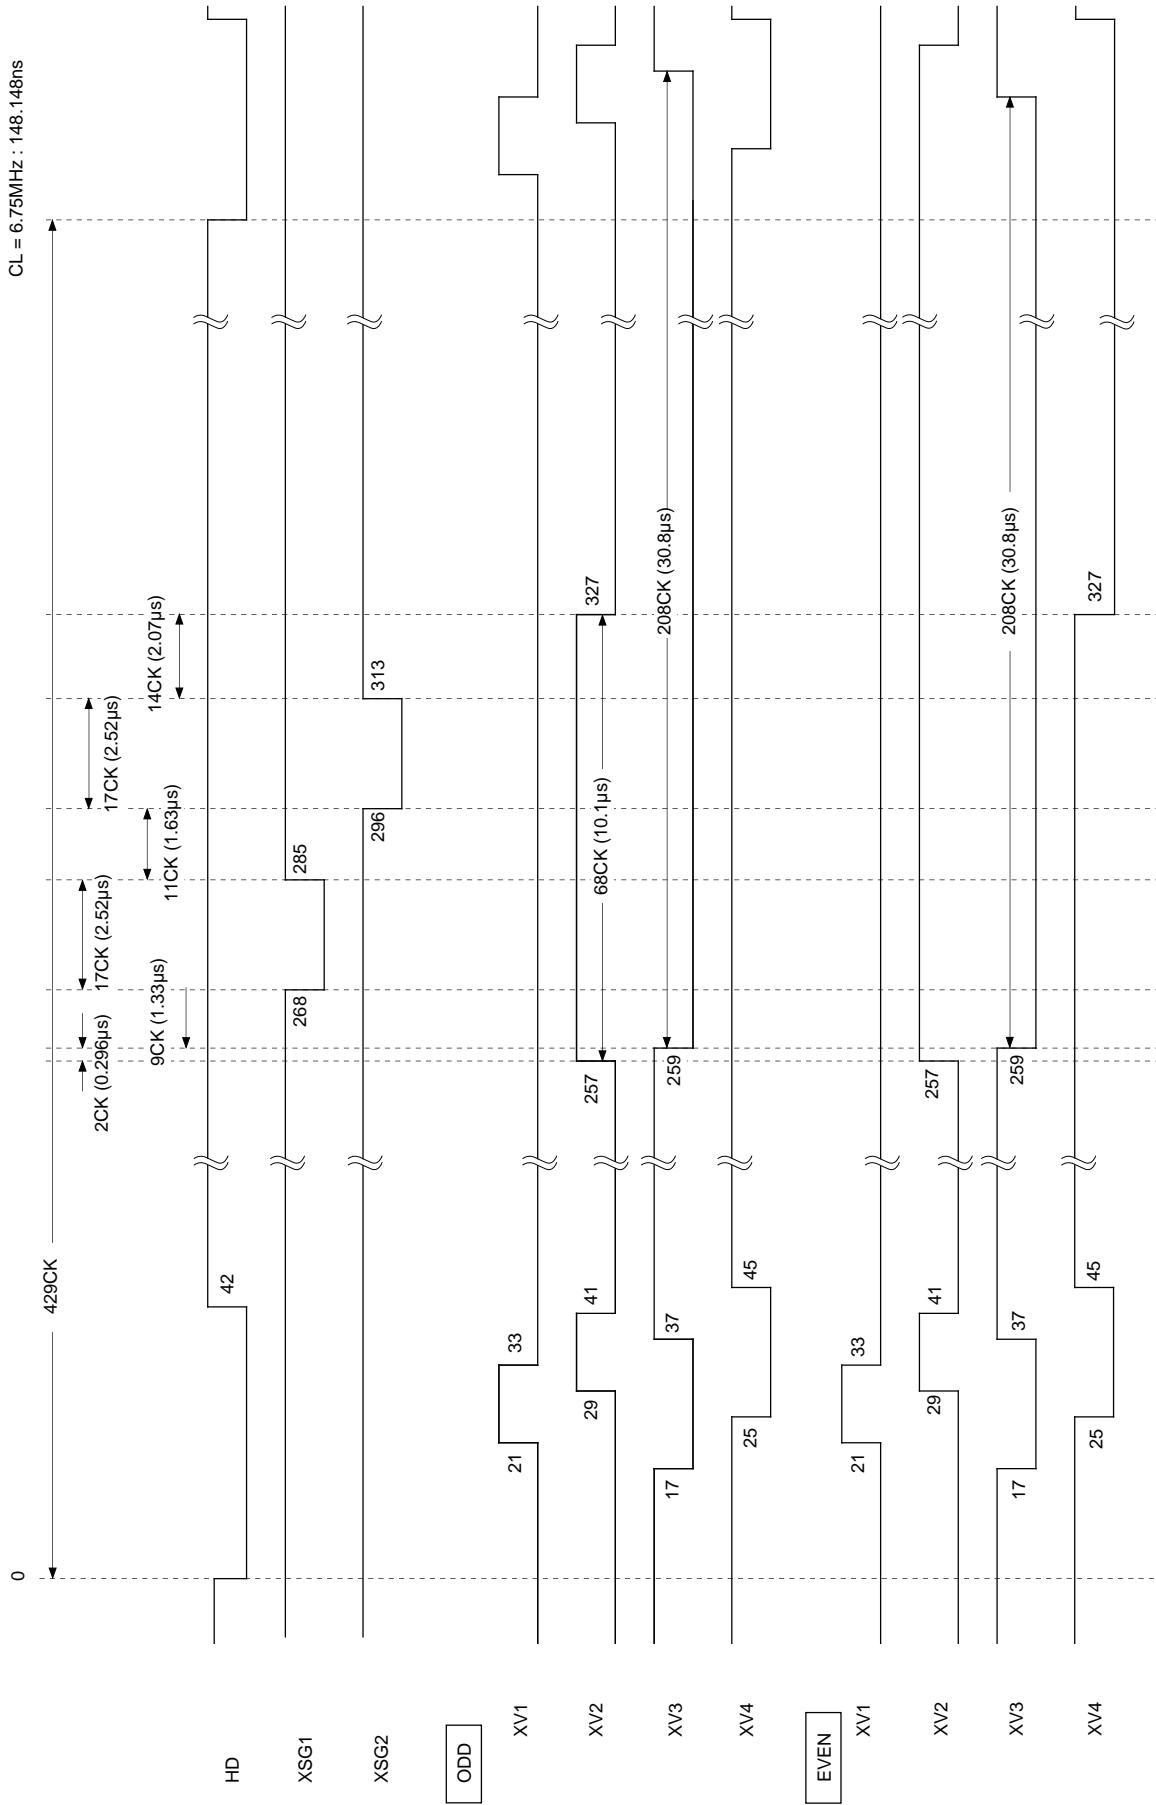 0
CL = 6.75MHz : 148.148ns
429CK
2CK (0.296µs)
17CK (2.52µs)
17CK (2.52µs)
9CK (1.33µs)
11CK (1.63µs)
14CK (2.07µs)
HD
42
XSG1
268
285
XSG2
296
313
ODD
XV1
21
33
XV2
29
41
257
68CK (10.1µs)
327
XV3
17
37
259
208CK (30.8µs)
XV4
25
45
EVEN
XV1
21
33
XV2
29
41
257
XV3
17
37
259
208CK (30.8µs)
XV4
25
45
327